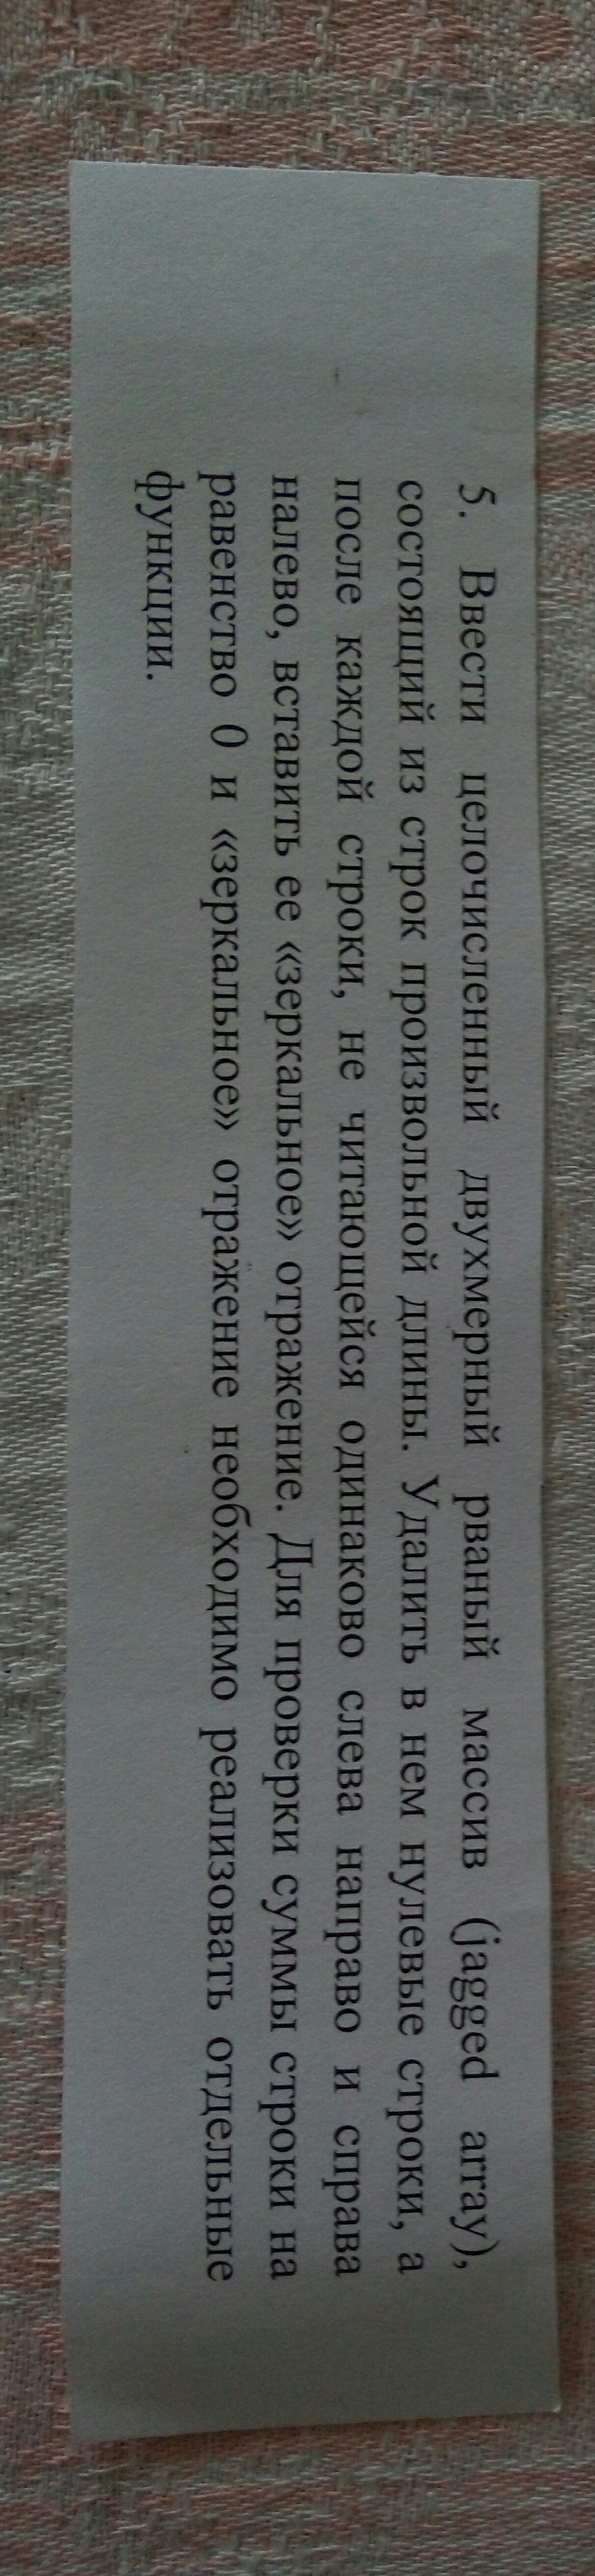 5. Ввести целочисленный двухмерный рваный массив (jagged array),
состоящий из строк произвольной длины. Удалить в нем нулевые строки, а
после каждой строки, не читающейся одинаково слева направо и справа
налево, вставить ее «зеркальное» отражение. Для проверки суммы строки на
равенство 0 и «зеркальное» отражение необходимо реализовать отдельные
функции.